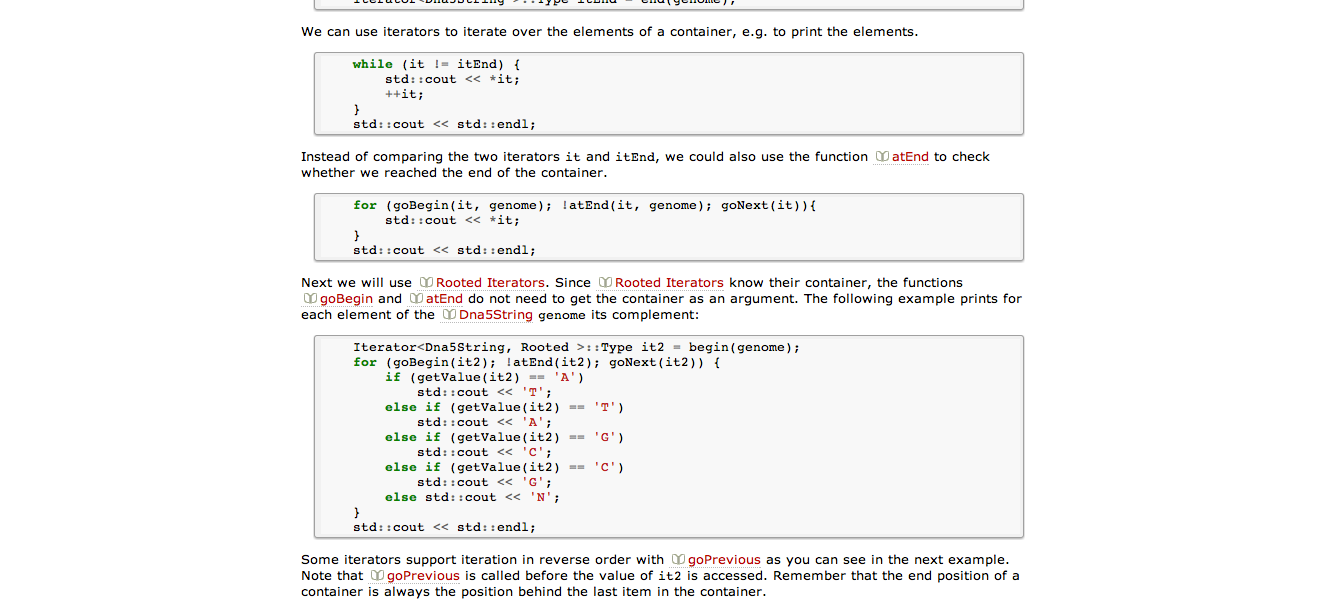 Iterator<Dna5String >::Type itEnd = end(genome);
We can use iterators to iterate over the elements of a container, e.g. to print the elements.
while (it != itEnd) {
std::cout << *it;
++it;
}
std::cout << std::endl;
Instead of comparing the two iterators it and itEnd, we could also use the function atEnd to check
whether we reached the end of the container.
for (goBegin(it, genome); !atEnd(it, genome); goNext(it)){
std::cout << *it;
}
std::cout << std::endl;
Next we will use Rooted Iterators. Since Rooted Iterators know their container, the functions
goBegin and atEnd do not need to get the container as an argument. The following example prints for
each element of the Dna5String genome its complement:
Iterator<Dna5String, Rooted >::Type it2 = begin(genome);
for (goBegin(it2); !atEnd(it2); goNext(it2)) {
if (getValue(it2) == 'A')
std::cout << 'T';
else if (getValue(it2) == 'T')
std::cout << 'A';
else if (getValue(it2) == 'G')
std::cout << 'C';
else if (getValue(it2) == 'C')
std::cout << 'G';
else std::cout << 'N';
}
std::cout << std::endl;
Some iterators support iteration in reverse order with goPrevious as you can see in the next example.
Note that goPrevious is called before the value of it2 is accessed. Remember that the end position of a
container is always the position behind the last item in the container.